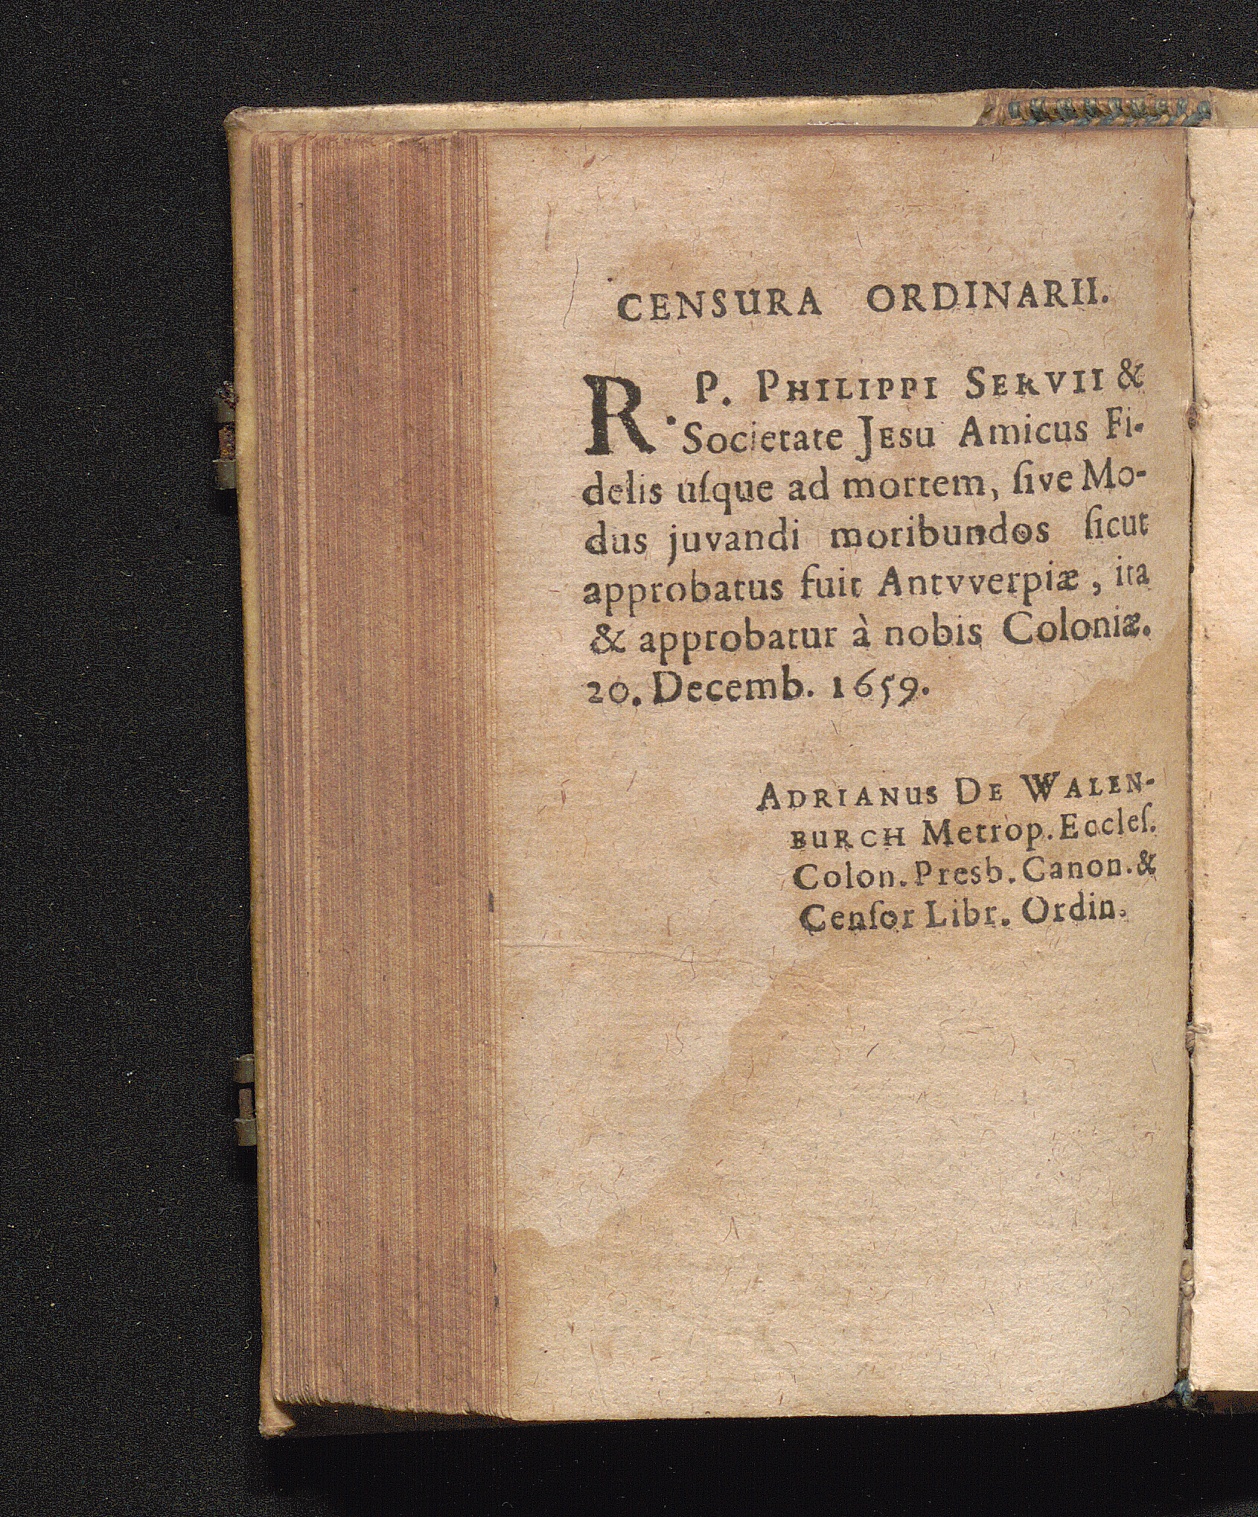 CENSURA ORDINARII.
R. P. PHILIPPI SERVII &
Societate JESU Amicus Fi-
delis uſque ad mortem, ſive Mo-
dus juvandi moribundos ſicut
approbatus fuit Antvverpiæ, ita
& approbatur à nobis Coloniæ.
20. Decemb. 1659.
ADRIANUS DE WALEN-
BURCH Metrop. Eccleſ.
Colon. Presb. Canon. &
Cenſor Libr. Ordin.